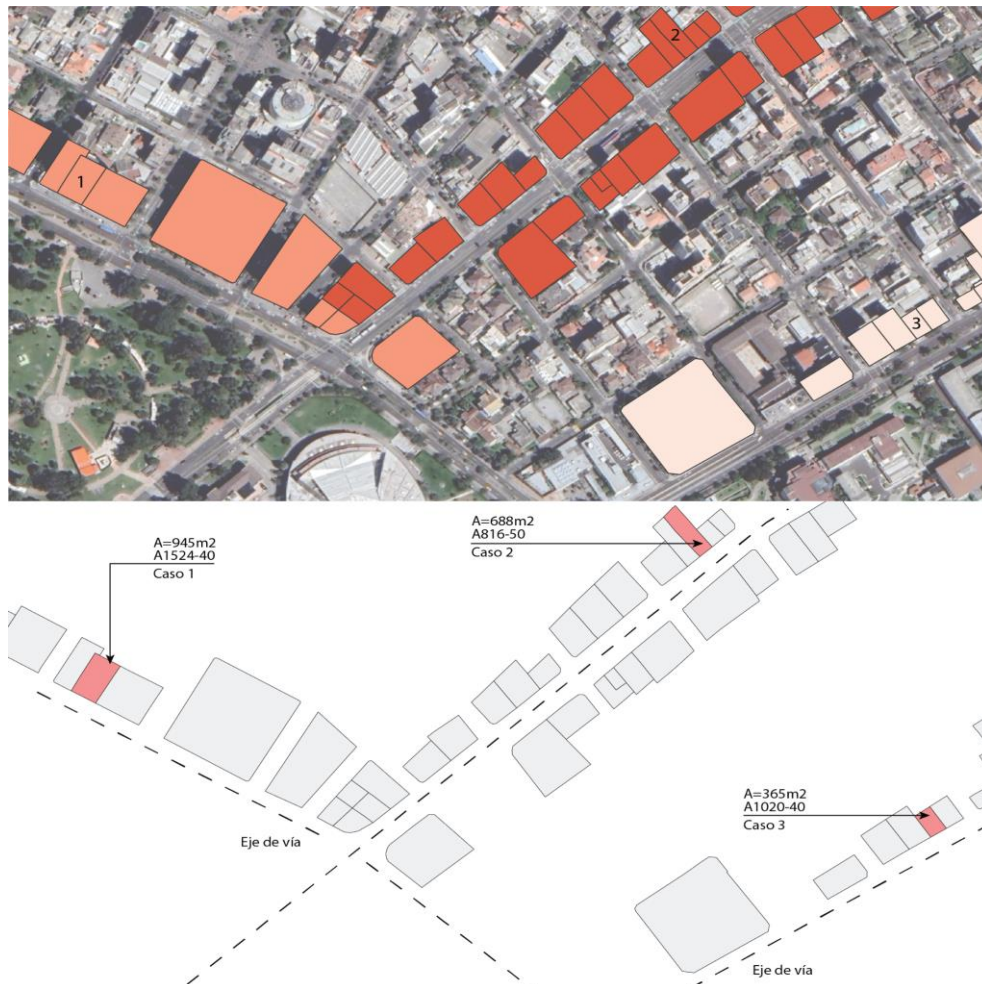 2
1
3
A=945m2
A1524-40
Caso 1
A=688m2
A816-50
Caso 2
A=365m2
A1020-40
Caso 3
Eje de vía
Eje de vía